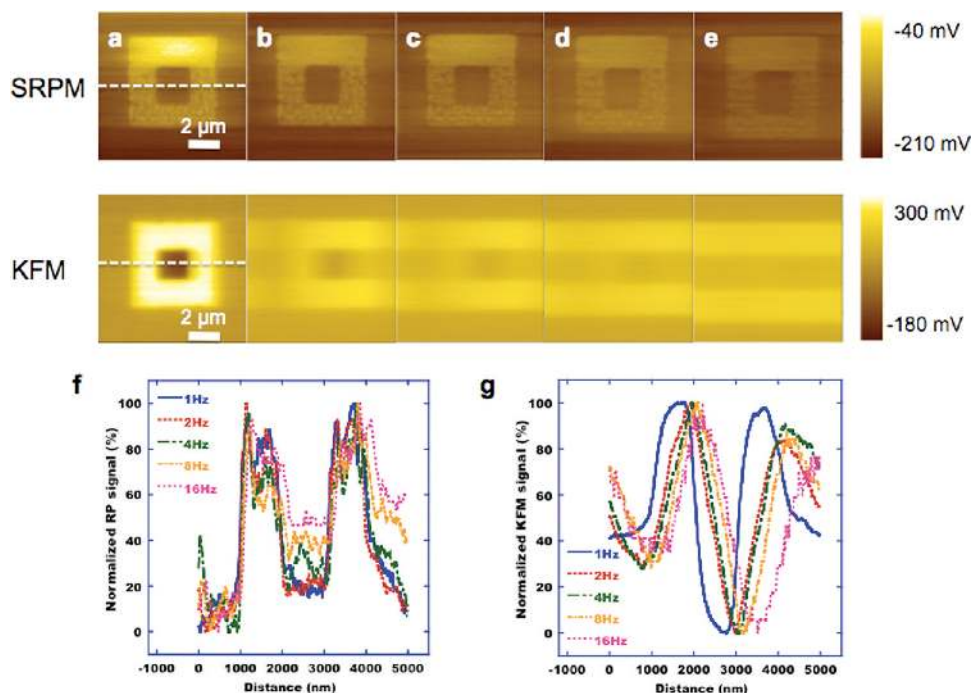 a b c d e
-40 mV
SRPM
2 µm
-210 mV
300 mV
KFM
2 µm
-180 mV
f
100
80
60
40
20
0
Normalized RP signal (%)
1Hz
2Hz
4Hz
8Hz
16Hz
-1000 0 1000 2000 3000 4000 5000
Distance (nm)
g
100
80
60
40
20
0
Normalized KFM signal (%)
1Hz
2Hz
4Hz
8Hz
16Hz
-1000 0 1000 2000 3000 4000 5000
Distance (nm)